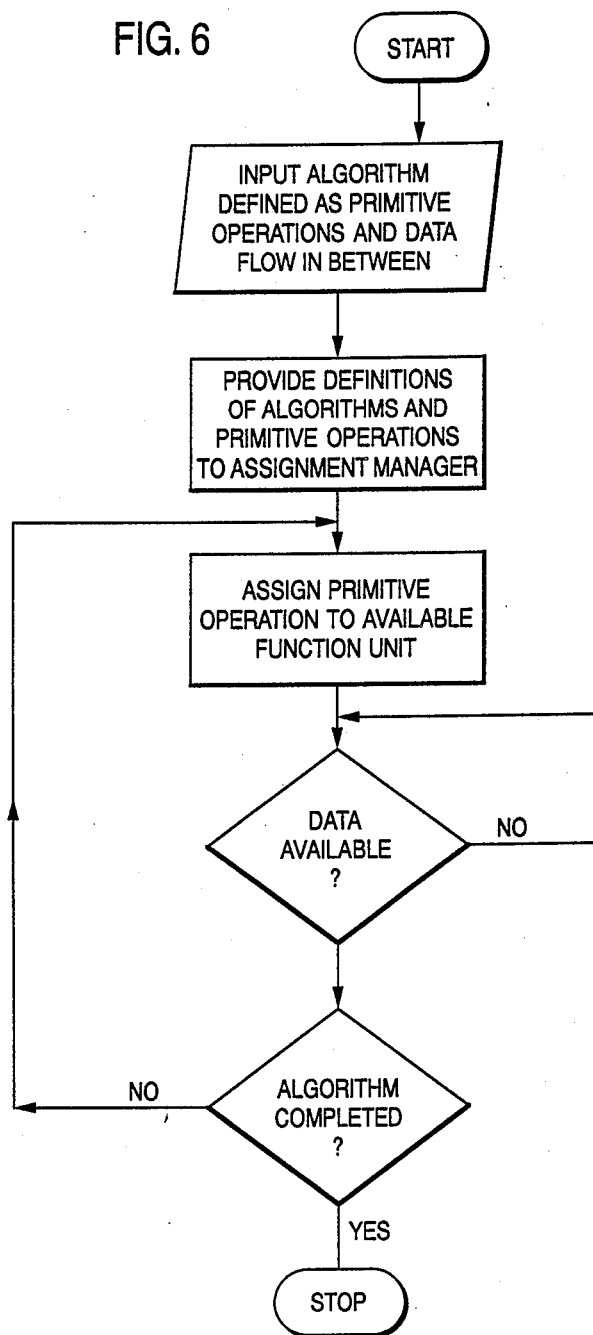 FIG. 6
START
INPUT ALGORITHM
DEFINED AS PRIMITIVE
OPERATIONS AND DATA
FLOW IN BETWEEN
PROVIDE DEFINITIONS
OF ALGORITHMS AND
PRIMITIVE OPERATIONS
TO ASSIGNMENT MANAGER
ASSIGN PRIMITIVE
OPERATION TO AVAILABLE
FUNCTION UNIT
DATA
AVAILABLE
?
NO
ALGORITHM
COMPLETED
?
NO
YES
STOP